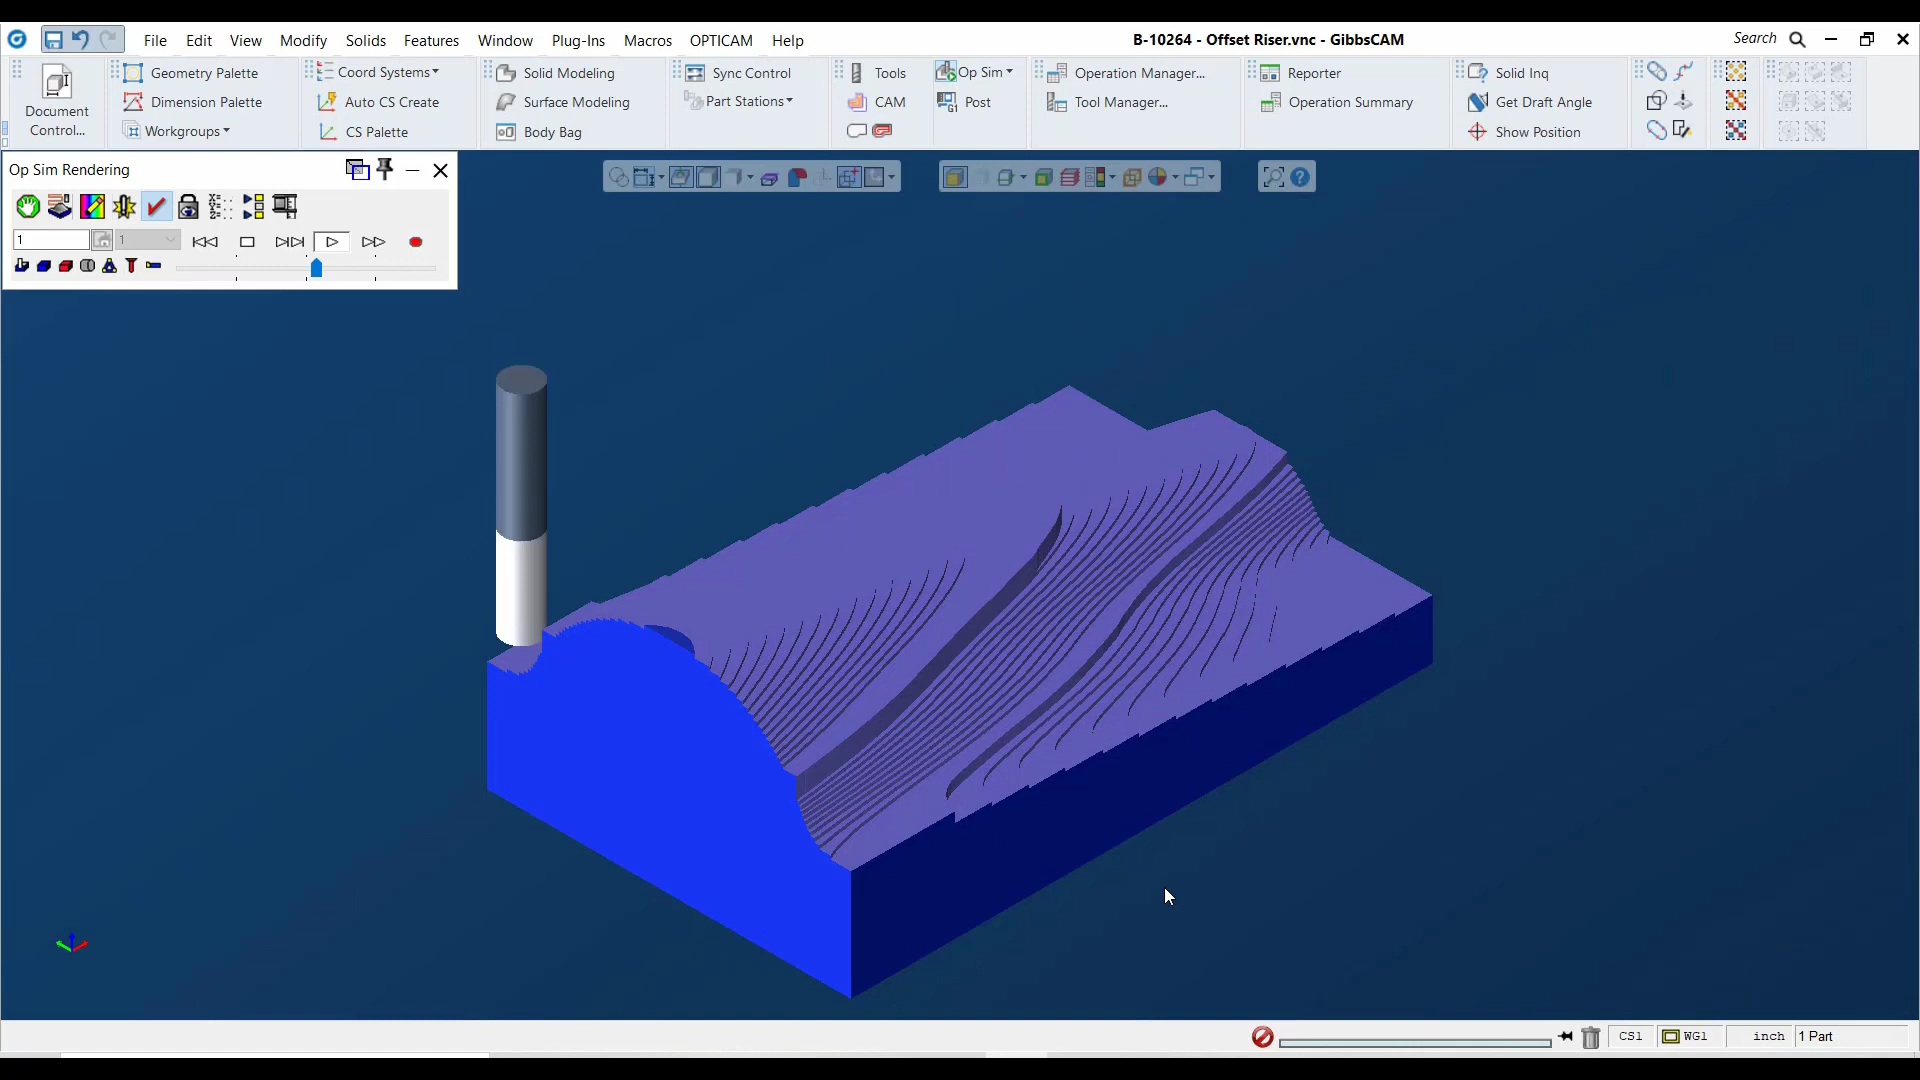 File Edit View Modify Solids Features Window Plug-Ins Macros OPTICAM Help
B-10264 - Offset Riser.vnc - GibbsCAM
Search
Document Control...
Geometry Palette
Dimension Palette
Workgroups
Coord Systems
Auto CS Create
CS Palette
Solid Modeling
Surface Modeling
Body Bag
Sync Control
Part Stations
Tools
CAM
Op Sim
Post
Operation Manager...
Tool Manager...
Reporter
Operation Summary
Solid Inq
Get Draft Angle
Show Position
Op Sim Rendering
1
1
CS1
WG1
inch
1 Part